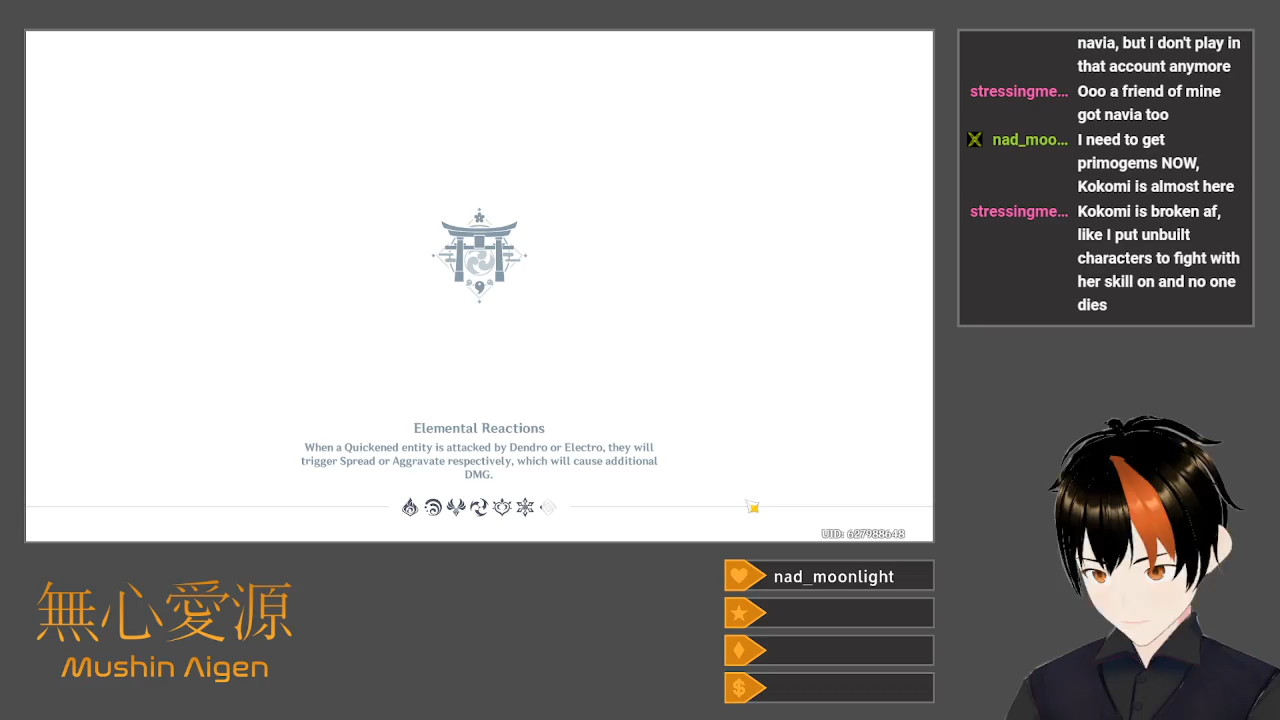 navia, but i don't play in
that account anymore
stressingme... Ooo a friend of mine
got navia too
nad_moo... I need to get
primogems NOW,
Kokomi is almost here
stressingme... Kokomi is broken af,
like I put unbuilt
characters to fight with
her skill on and no one
dies
Elemental Reactions
When a Quickened entity is attacked by Dendro or Electro, they will
trigger Spread or Aggravate respectively, which will cause additional
DMG.
UID: 627988648
無心愛源
Mushin Aigen
nad_moonlight